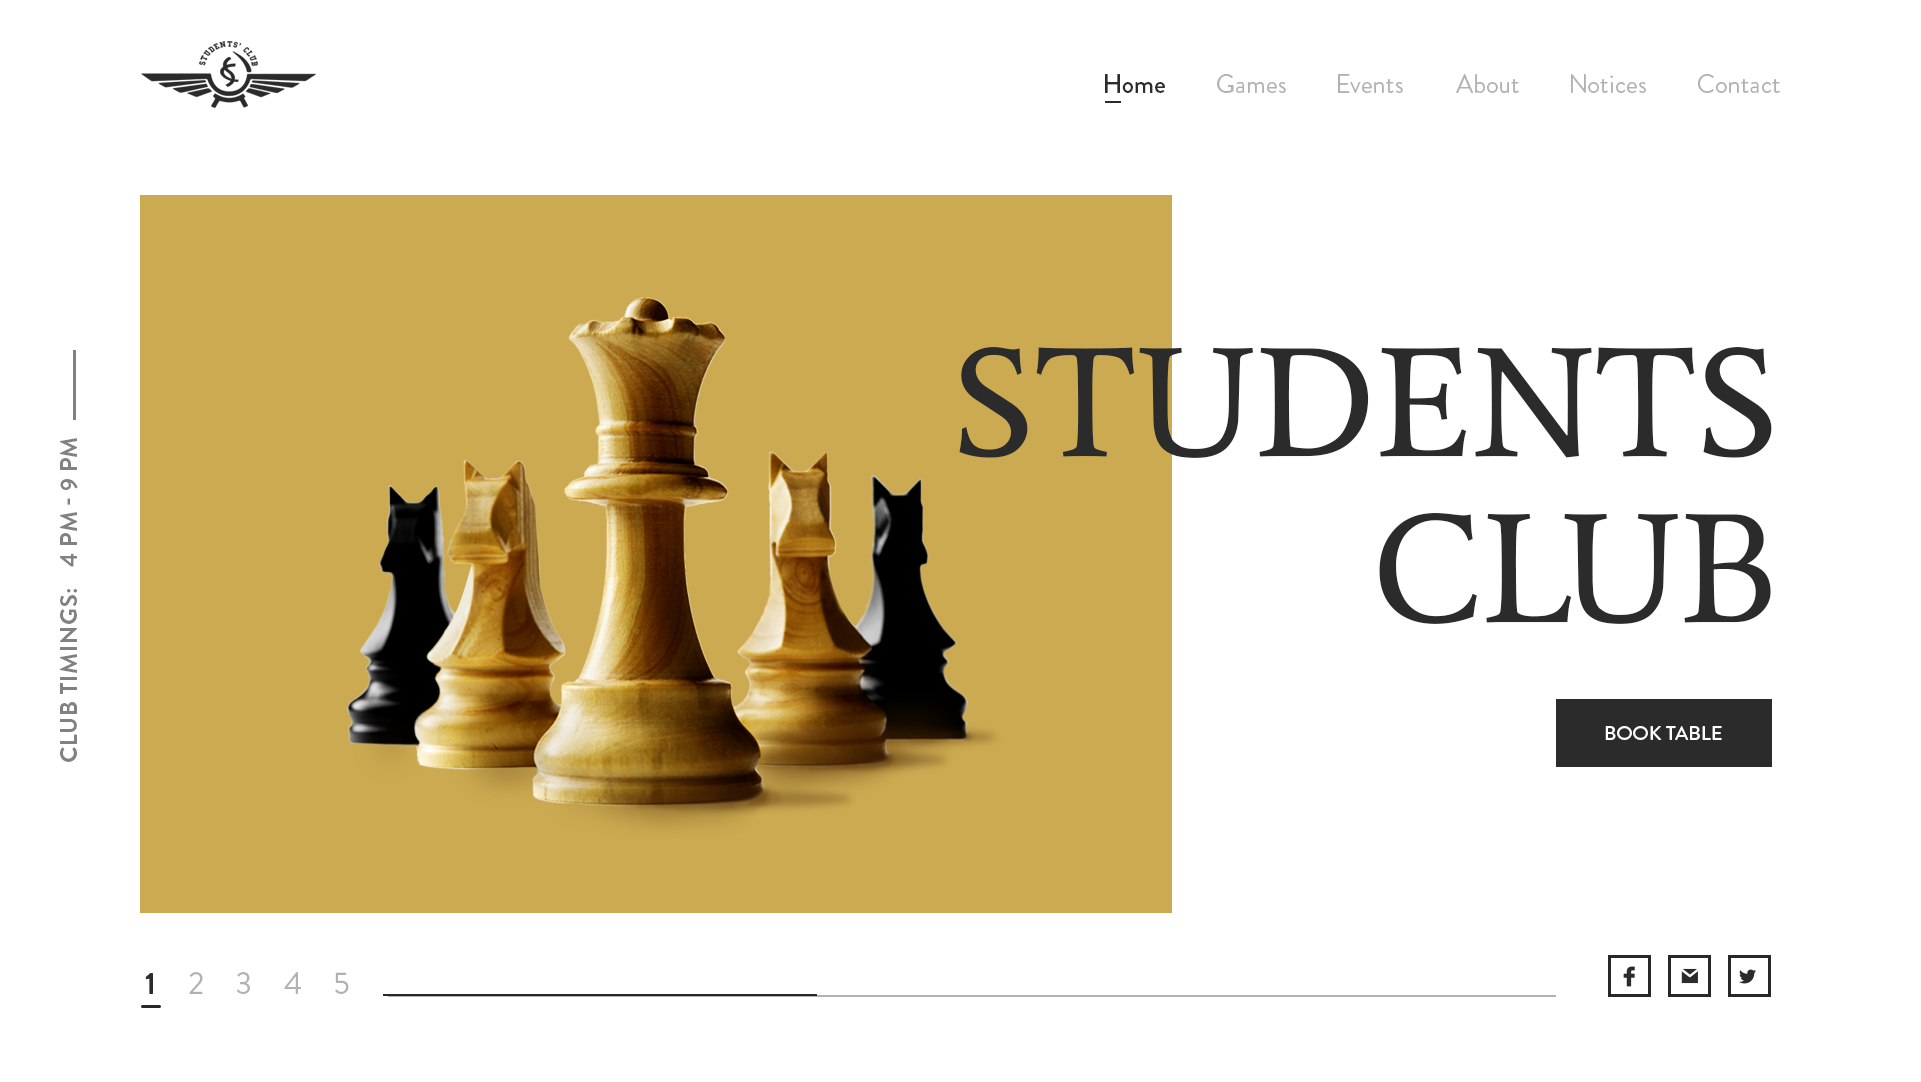 STUDENTS' CLUB
Home Games Events About Notices Contact
CLUB TIMINGS: 4 PM - 9 PM
STUDENTS
CLUB
BOOK TABLE
1 2 3 4 5